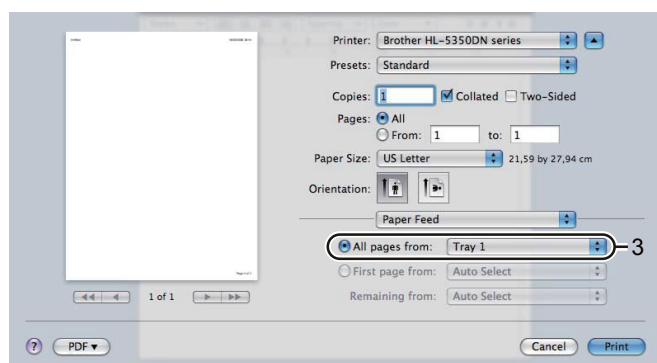 Printer: Brother HL-5350DN series
Presets: Standard
Copies: 1 Collated Two-Sided
Pages: All
From: 1 to: 1
Paper Size: US Letter 21,59 by 27,94 cm
Orientation:
Paper Feed
All pages from: Tray 1 3
First page from: Auto Select
Remaining from: Auto Select
1 of 1
? PDF Cancel Print